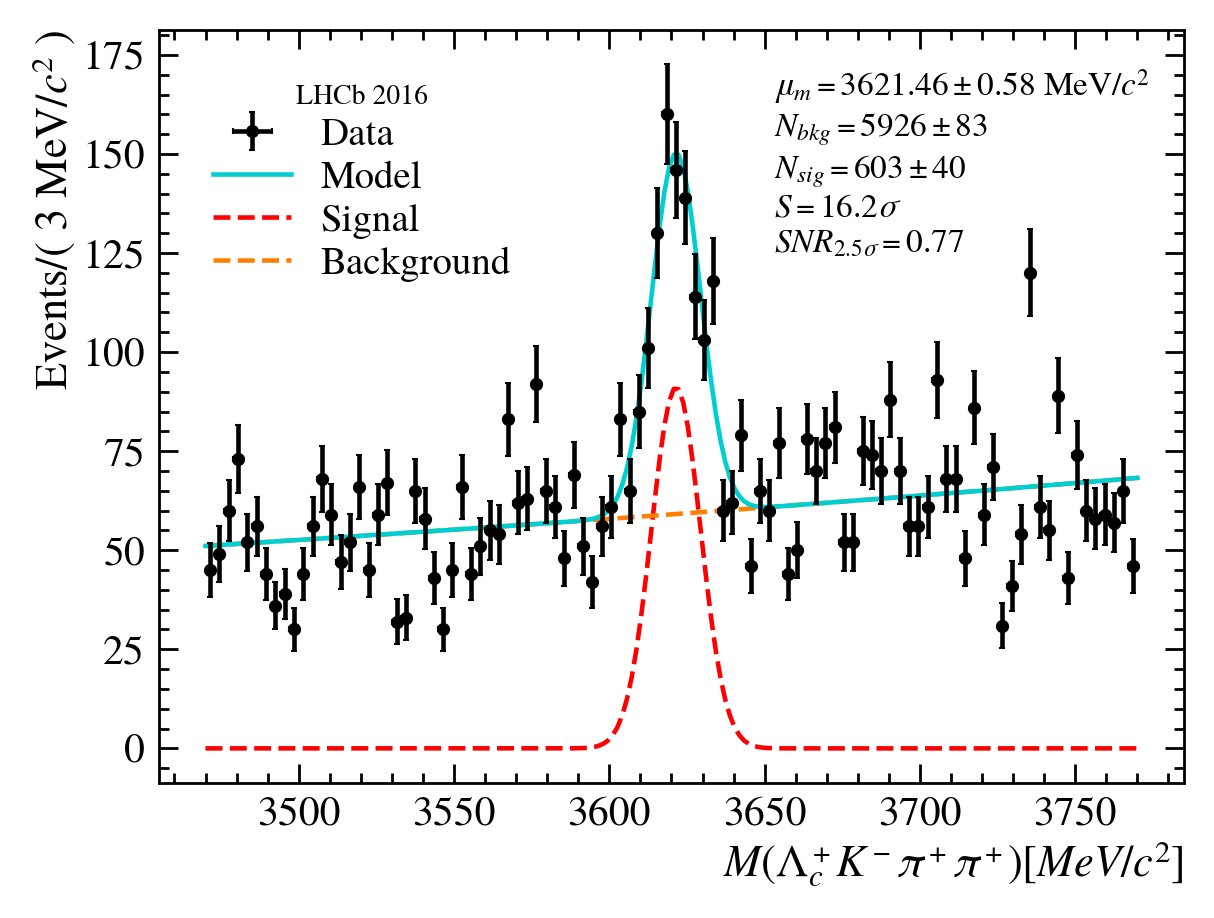 Events/( 3 MeV/c² )
175
150
125
100
75
50
25
0
LHCb 2016
Data
Model
Signal
Background
μₘ = 3621.46 ± 0.58 MeV/c²
N_bkg = 5926 ± 83
N_sig = 603 ± 40
S = 16.2σ
SNR_2.5σ = 0.77
3500 3550 3600 3650 3700 3750
M(Λ_c^+ K^− π^+ π^+)[MeV/c²]